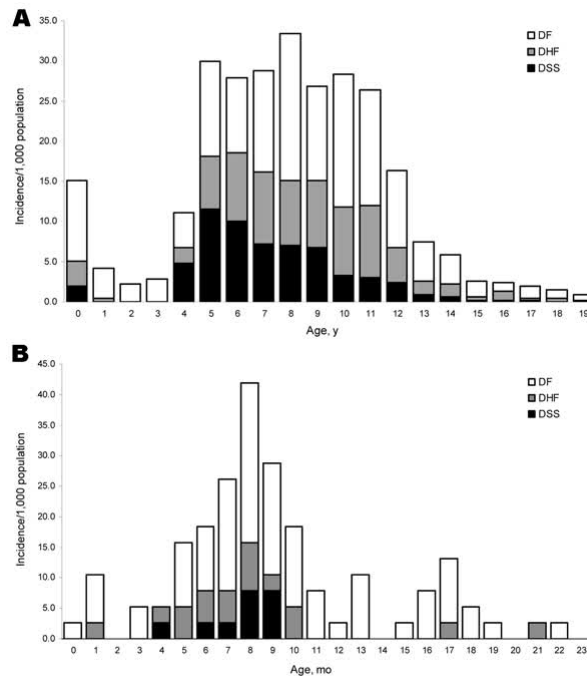 A
35.0
30.0
25.0
20.0
15.0
10.0
5.0
0.0
Incidence/1,000 population
DF
DHF
DSS
0 1 2 3 4 5 6 7 8 9 10 11 12 13 14 15 16 17 18 19
Age, y
B
45.0
40.0
35.0
30.0
25.0
20.0
15.0
10.0
5.0
0.0
Incidence/1,000 population
DF
DHF
DSS
0 1 2 3 4 5 6 7 8 9 10 11 12 13 14 15 16 17 18 19 20 21 22 23
Age, mo